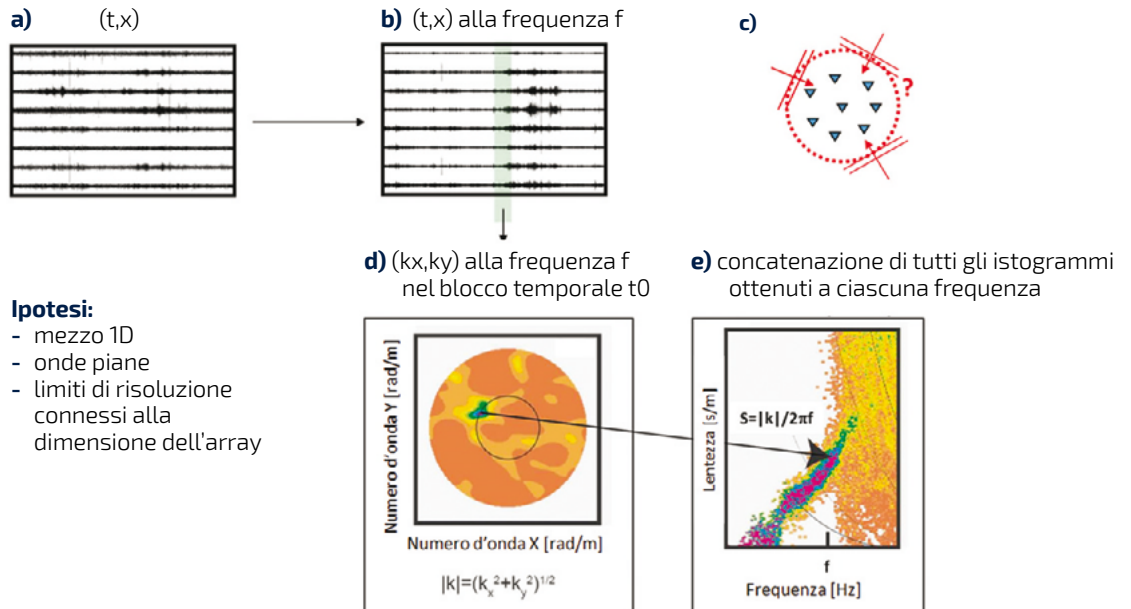 a) (t,x)
b) (t,x) alla frequenza f
c)
?
d) (kx,ky) alla frequenza f
nel blocco temporale t0
e) concatenazione di tutti gli istogrammi
ottenuti a ciascuna frequenza
Ipotesi:
- mezzo 1D
- onde piane
- limiti di risoluzione
connessi alla
dimensione dell'array
Numero d'onda Y [rad/m]
Numero d'onda X [rad/m]
|k|=(kₓ²+k_y²)^1/2
Lentezza [s/m]
S=|k|/2πf
f
Frequenza [Hz]